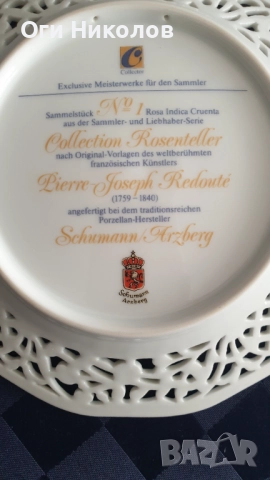 Оги Николов
C
Collector
Exclusive Meisterwerke für den Sammler
Sammelstück Nº 1 Rosa Indica Cruenta
aus der Sammler- und Liebhaber-Serie
Collection Rosenteller
nach Original-Vorlagen des weltberühmten
französischen Künstlers
Pierre-Joseph Redouté
(1759 – 1840)
angefertigt bei dem traditionsreichen
Porzellan-Hersteller
Schumann/Arzberg
Schumann
Arzberg
BAZAR